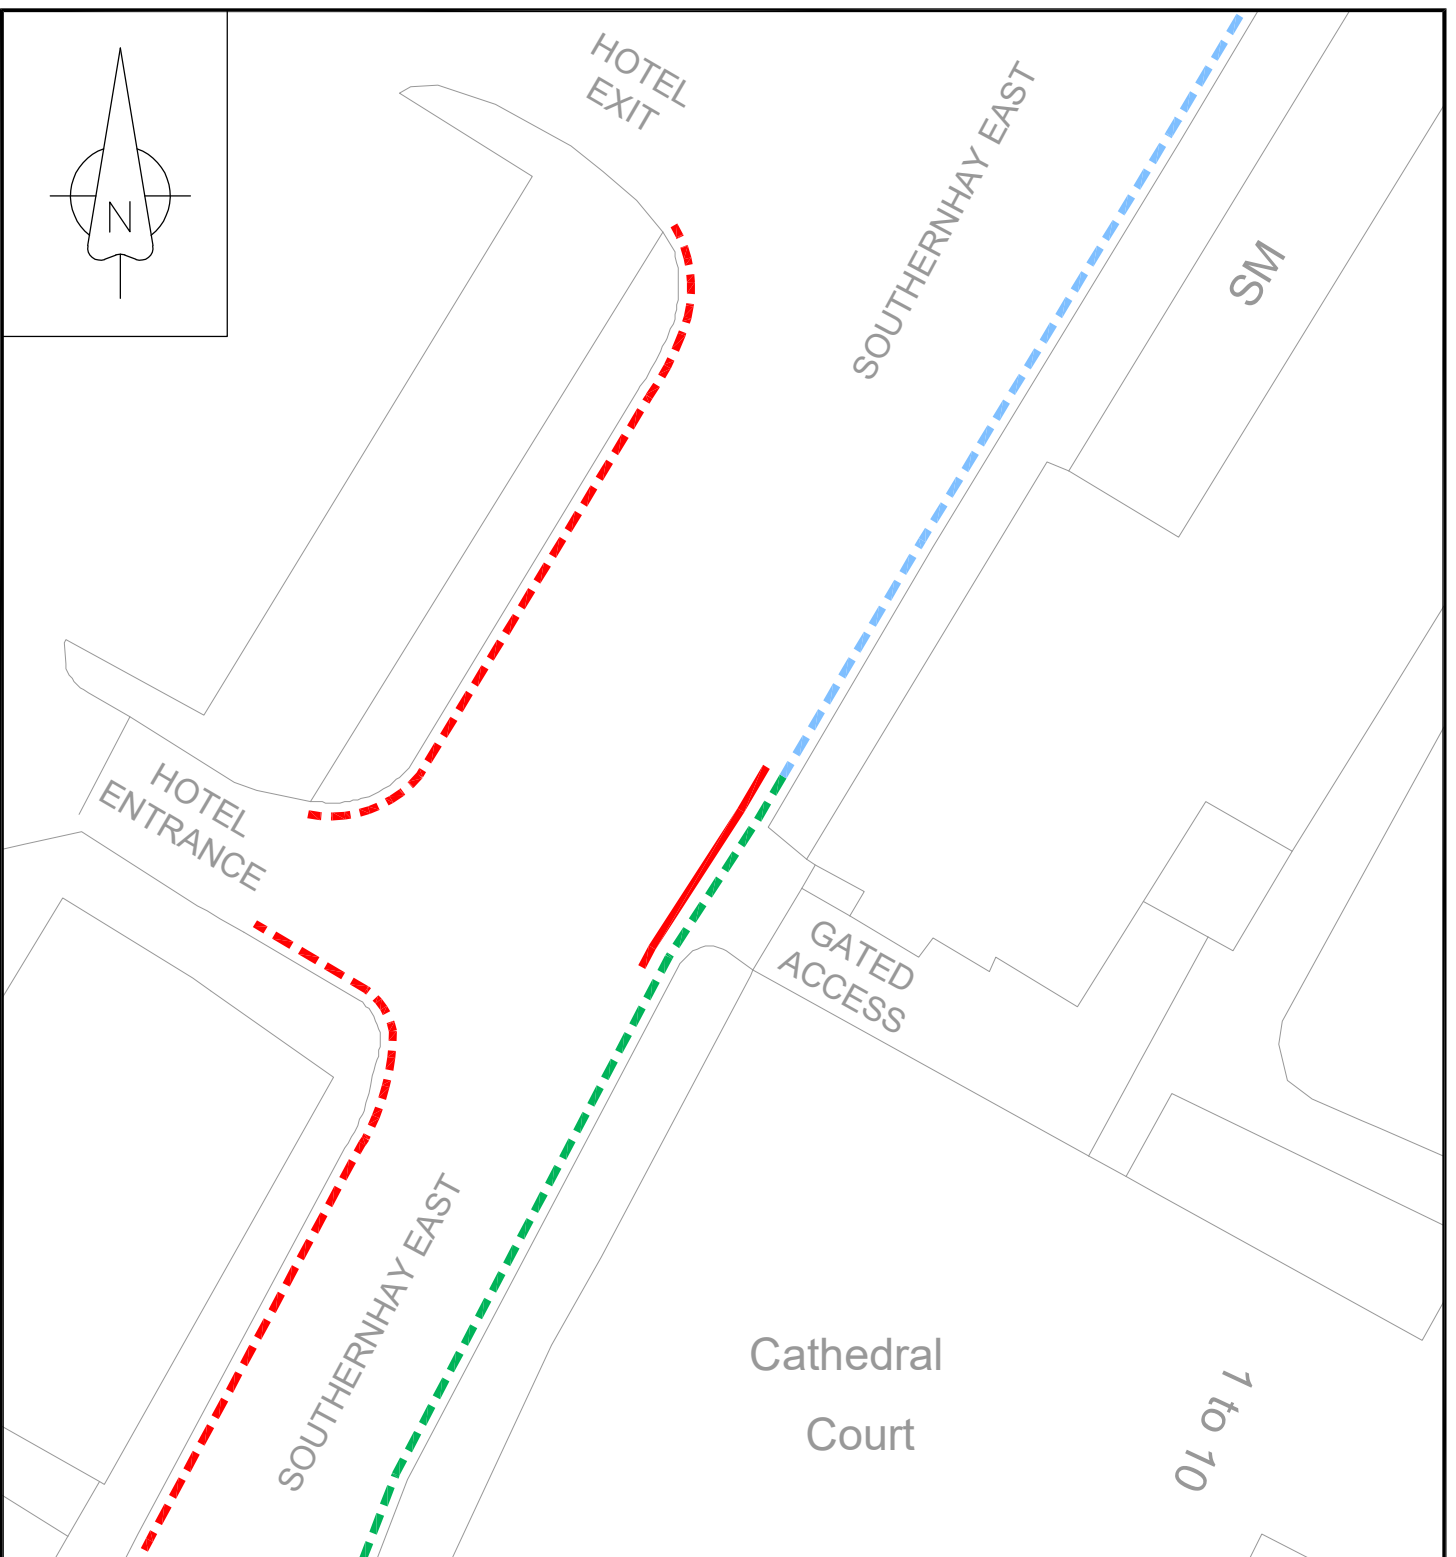 HOTEL
EXIT
SOUTHERNHAY EAST
N
SM
HOTEL
ENTRANCE
GATED
ACCESS
SOUTHERNHAY EAST
Cathedral
Court
1 to 10